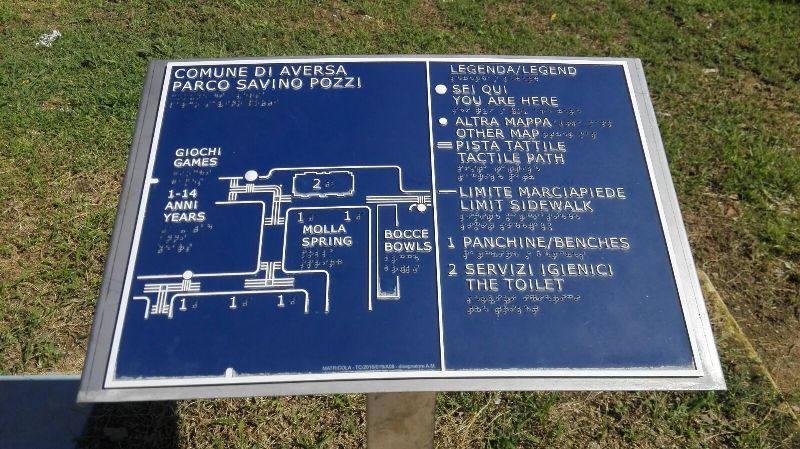 COMUNE DI AVERSA
PARCO SAVINO POZZI
GIOCHI
GAMES
1-14
ANNI
YEARS
2
1 1
MOLLA
SPRING
BOCCE
BOWLS
1 1 1
LEGENDA/LEGEND
SEI QUI
YOU ARE HERE
ALTRA MAPPA
OTHER MAP
PISTA TATTILE
TACTILE PATH
LIMITE MARCIAPIEDE
LIMIT SIDEWALK
1 PANCHINE/BENCHES
2 SERVIZI IGIENICI
THE TOILET
MATRICOLA